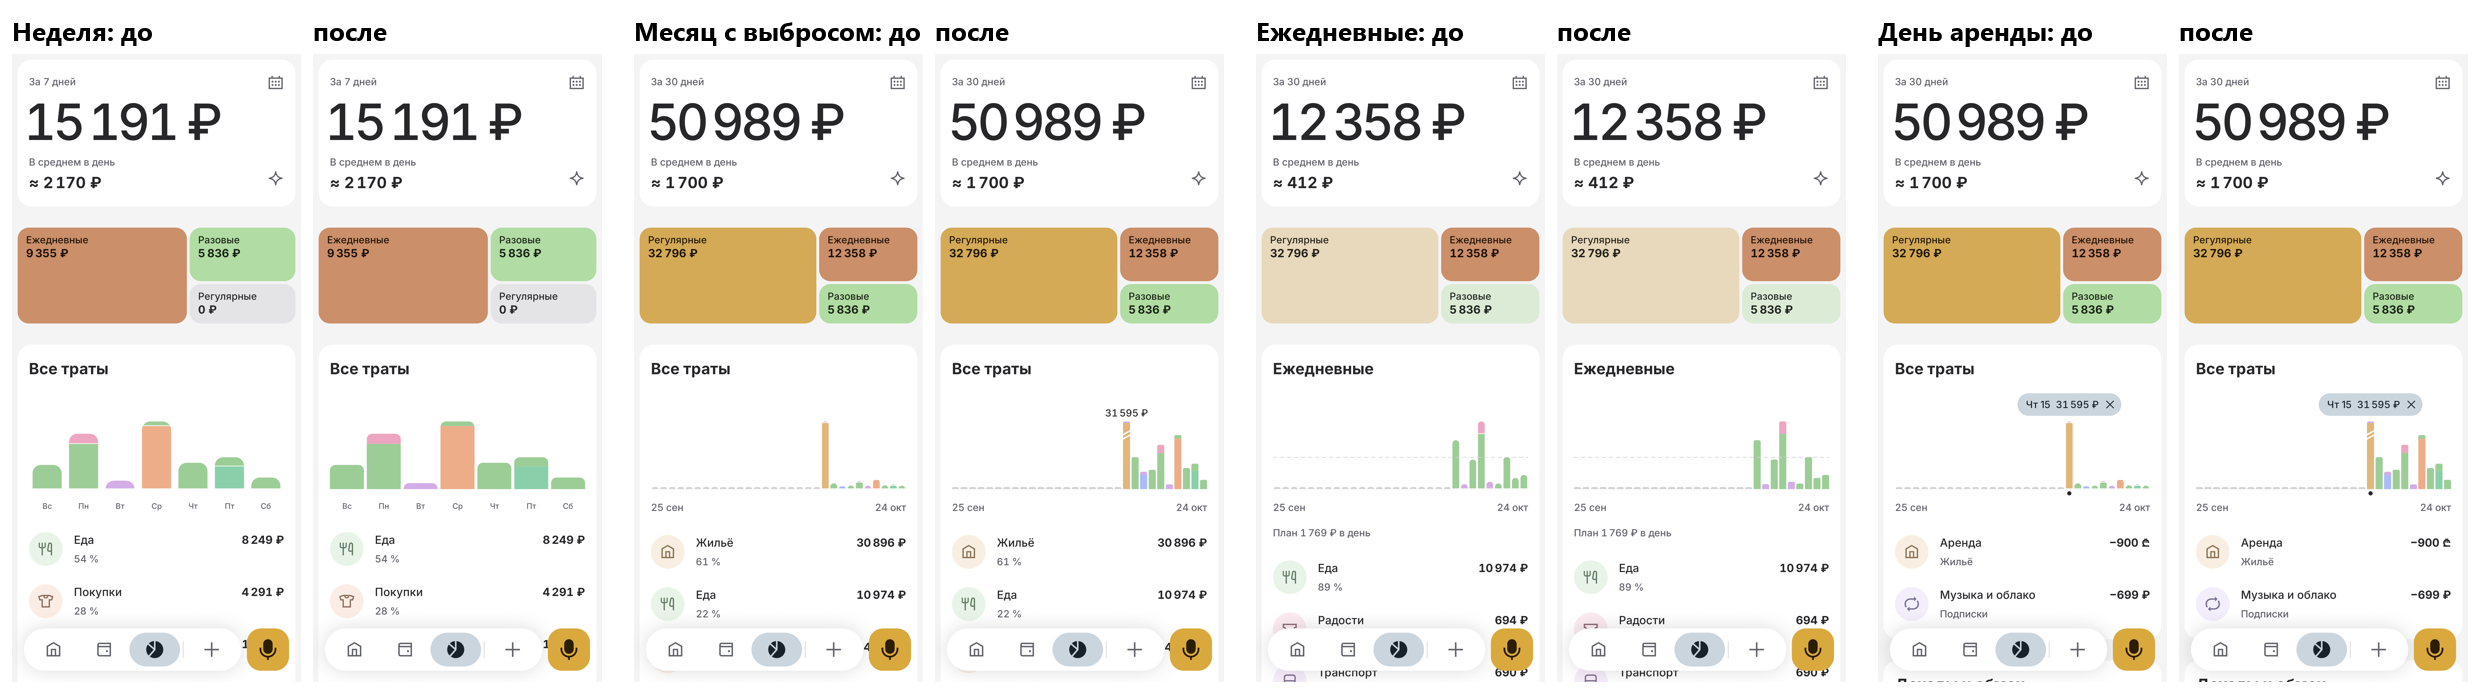 Неделя: до
после
Месяц с выбросом: до
после
Ежедневные: до
после
День аренды: до
после
За 7 дней
15 191 ₽
В среднем в день
≈ 2 170 ₽
Ежедневные
9 355 ₽
Разовые
5 836 ₽
Регулярные
0 ₽
Все траты
Вс Пн Вт Ср Чт Пт Сб
Еда
8 249 ₽
54 %
Покупки
4 291 ₽
28 %
За 7 дней
15 191 ₽
В среднем в день
≈ 2 170 ₽
Ежедневные
9 355 ₽
Разовые
5 836 ₽
Регулярные
0 ₽
Все траты
Вс Пн Вт Ср Чт Пт Сб
Еда
8 249 ₽
54 %
Покупки
4 291 ₽
28 %
За 30 дней
50 989 ₽
В среднем в день
≈ 1 700 ₽
Регулярные
32 796 ₽
Ежедневные
12 358 ₽
Разовые
5 836 ₽
Все траты
25 сен
24 окт
Жильё
30 896 ₽
61 %
Еда
10 974 ₽
22 %
За 30 дней
50 989 ₽
В среднем в день
≈ 1 700 ₽
Регулярные
32 796 ₽
Ежедневные
12 358 ₽
Разовые
5 836 ₽
Все траты
31 595 ₽
25 сен
24 окт
Жильё
30 896 ₽
61 %
Еда
10 974 ₽
22 %
За 30 дней
12 358 ₽
В среднем в день
≈ 412 ₽
Регулярные
32 796 ₽
Ежедневные
12 358 ₽
Разовые
5 836 ₽
Ежедневные
25 сен
24 окт
План 1 769 ₽ в день
Еда
10 974 ₽
89 %
Радости
694 ₽
Транспорт
690 ₽
За 30 дней
12 358 ₽
В среднем в день
≈ 412 ₽
Регулярные
32 796 ₽
Ежедневные
12 358 ₽
Разовые
5 836 ₽
Ежедневные
25 сен
24 окт
План 1 769 ₽ в день
Еда
10 974 ₽
89 %
Радости
694 ₽
Транспорт
690 ₽
За 30 дней
50 989 ₽
В среднем в день
≈ 1 700 ₽
Регулярные
32 796 ₽
Ежедневные
12 358 ₽
Разовые
5 836 ₽
Все траты
Чт 15 31 595 ₽
25 сен
24 окт
Аренда
−900 ₾
Жильё
Музыка и облако
−699 ₽
Подписки
За 30 дней
50 989 ₽
В среднем в день
≈ 1 700 ₽
Регулярные
32 796 ₽
Ежедневные
12 358 ₽
Разовые
5 836 ₽
Все траты
Чт 15 31 595 ₽
25 сен
24 окт
Аренда
−900 ₾
Жильё
Музыка и облако
−699 ₽
Подписки